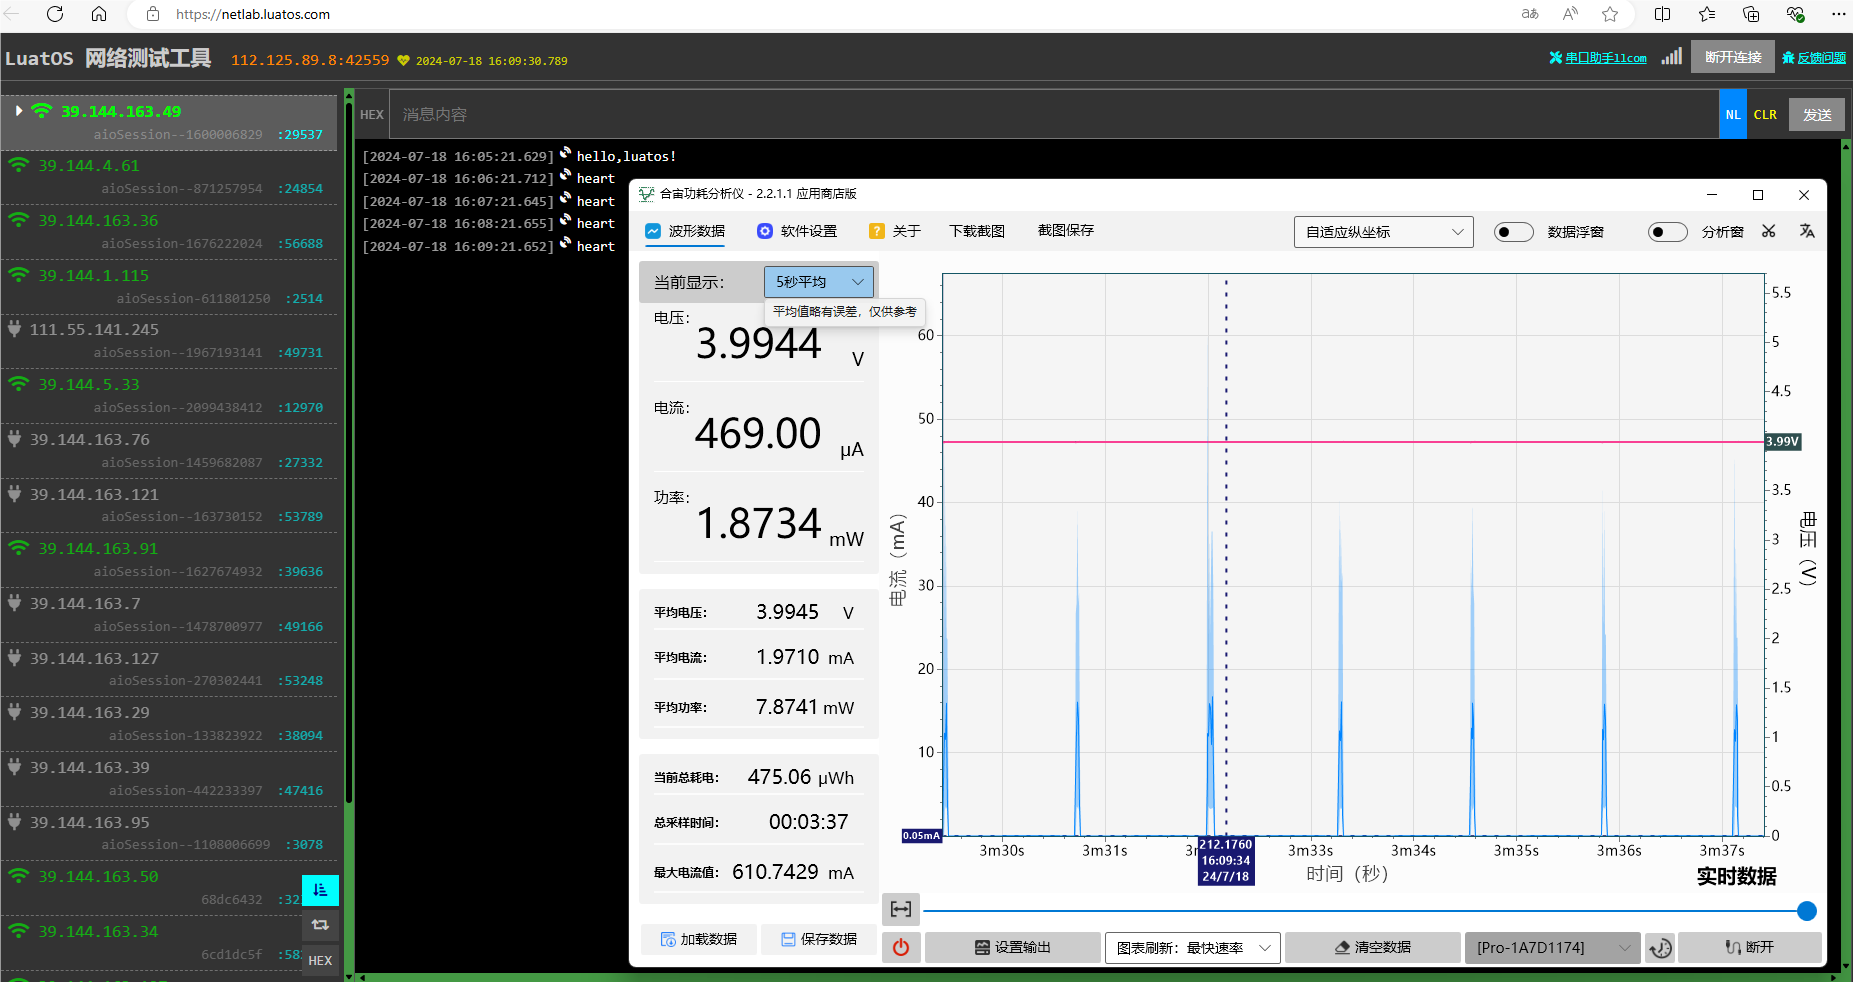 https://netlab.luatos.com
aあ
LuatOS 网络测试工具 112.125.89.8:42559 2024-07-18 16:09:30.789
串口助手llcom
断开连接
反馈问题
39.144.163.49
aioSession--1600006829 :29537
39.144.4.61
aioSession--871257954 :24854
39.144.163.36
aioSession--1676222024 :56688
39.144.1.115
aioSession-611801250 :2514
111.55.141.245
aioSession--1967193141 :49731
39.144.5.33
aioSession--2099438412 :12970
39.144.163.76
aioSession-1459682087 :27332
39.144.163.121
aioSession--163730152 :53789
39.144.163.91
aioSession--1627674932 :39636
39.144.163.7
aioSession--1478700977 :49166
39.144.163.127
aioSession-270302441 :53248
39.144.163.29
aioSession-133823922 :38094
39.144.163.39
aioSession-442233397 :47416
39.144.163.95
aioSession--1108006699 :3078
39.144.163.50
68dc6432
39.144.163.34
6cd1dc5f
HEX
HEX 消息内容 NL CLR 发送
[2024-07-18 16:05:21.629] hello,luatos!
[2024-07-18 16:06:21.712] heart
[2024-07-18 16:07:21.645] heart
[2024-07-18 16:08:21.655] heart
[2024-07-18 16:09:21.652] heart
合宙功耗分析仪 - 2.2.1.1 应用商店版
波形数据 软件设置 关于 下载截图 截图保存 自适应纵坐标 数据浮窗 分析窗
当前显示: 5秒平均
平均值略有误差，仅供参考
电压:
3.9944 V
电流:
469.00 μA
功率:
1.8734 mW
平均电压: 3.9945 V
平均电流: 1.9710 mA
平均功率: 7.8741 mW
当前总耗电: 475.06 μWh
总采样时间: 00:03:37
最大电流值: 610.7429 mA
加载数据 保存数据
电流（mA）
60
50
40
30
20
10
0.05mA
5.5
5
4.5
3.99V
3.5
3
2.5
2
1.5
1
0.5
0
电压（V）
3m30s 3m31s 3m33s 3m34s 3m35s 3m36s 3m37s
212.1760
16:09:34
24/7/18
时间（秒）
实时数据
设置输出 图表刷新: 最快速率 清空数据 [Pro-1A7D1174] 断开